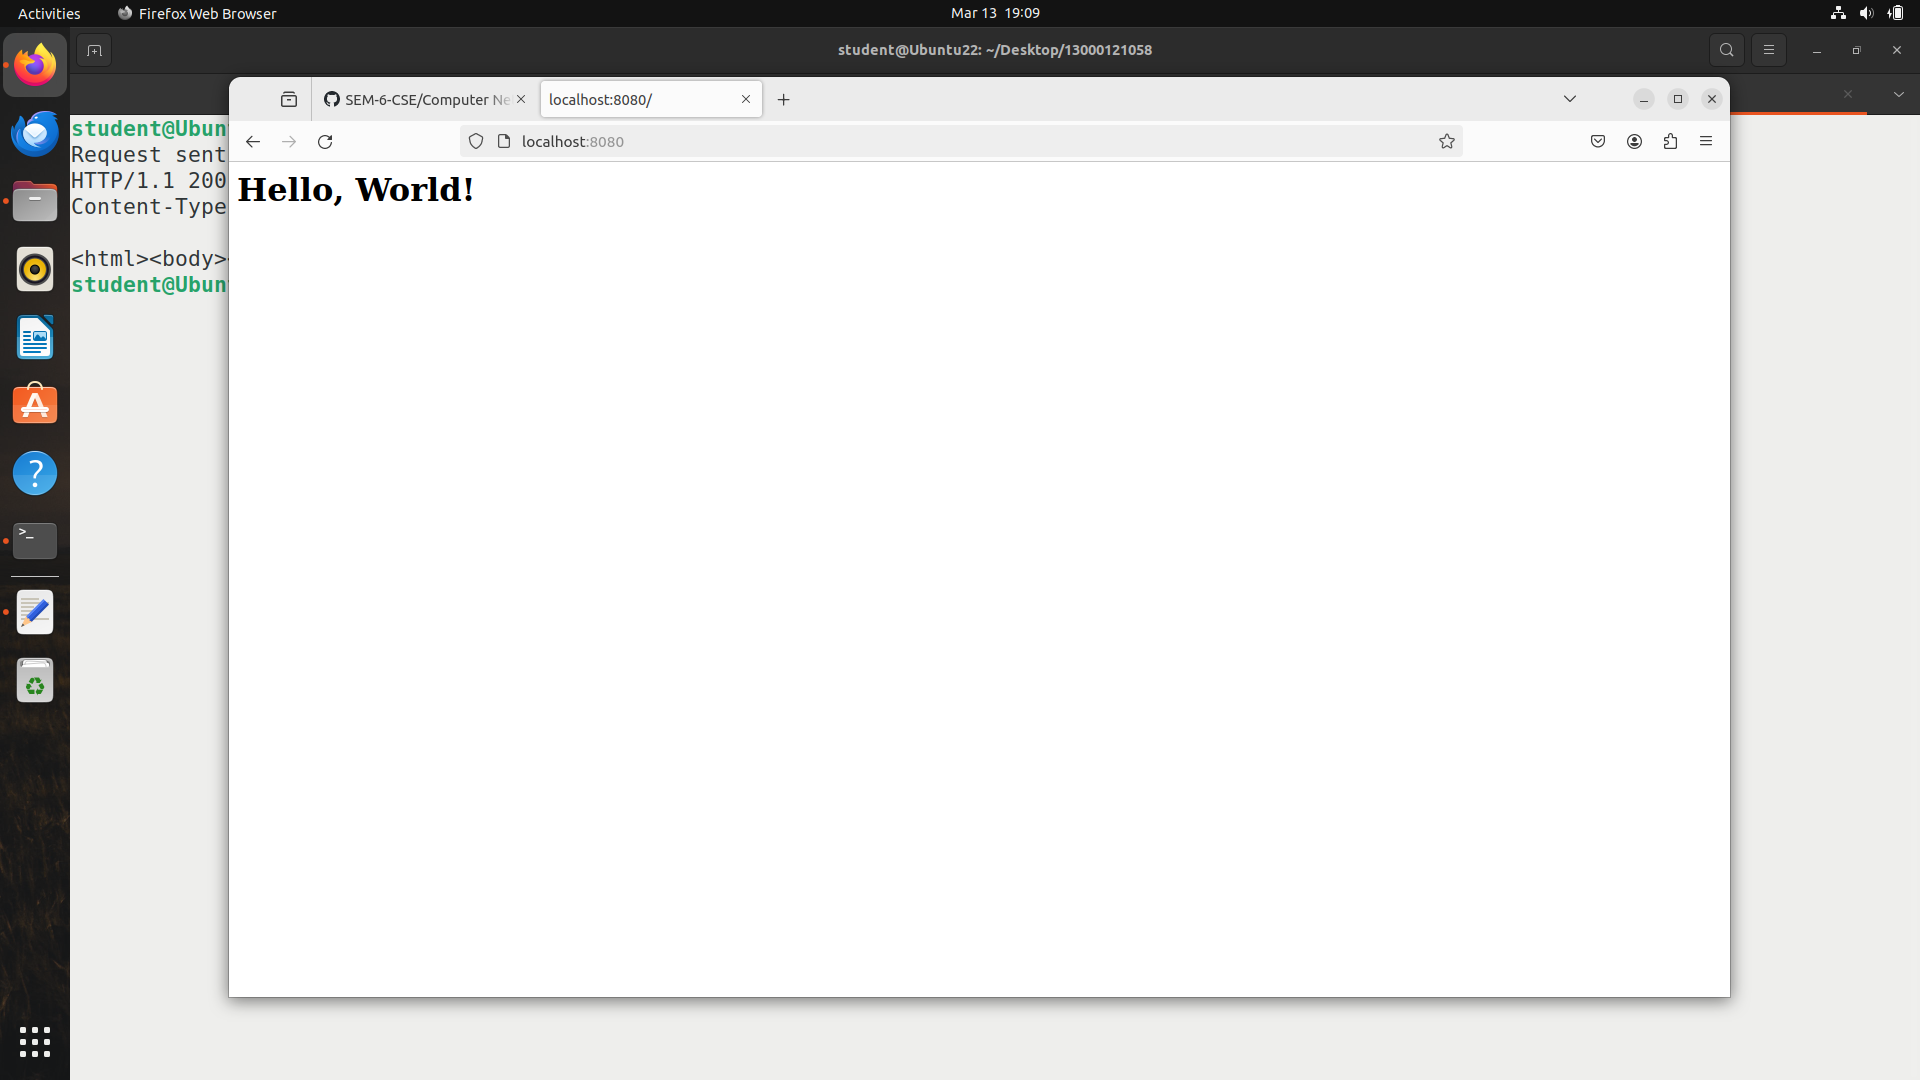 Activities
Firefox Web Browser
Mar 13 19:09
student@Ubuntu22: ~/Desktop/13000121058
SEM-6-CSE/Computer Ne
localhost:8080/
localhost:8080
Hello, World!
student@Ubun
Request sent
HTTP/1.1 200
Content-Type
<html><body>
student@Ubun